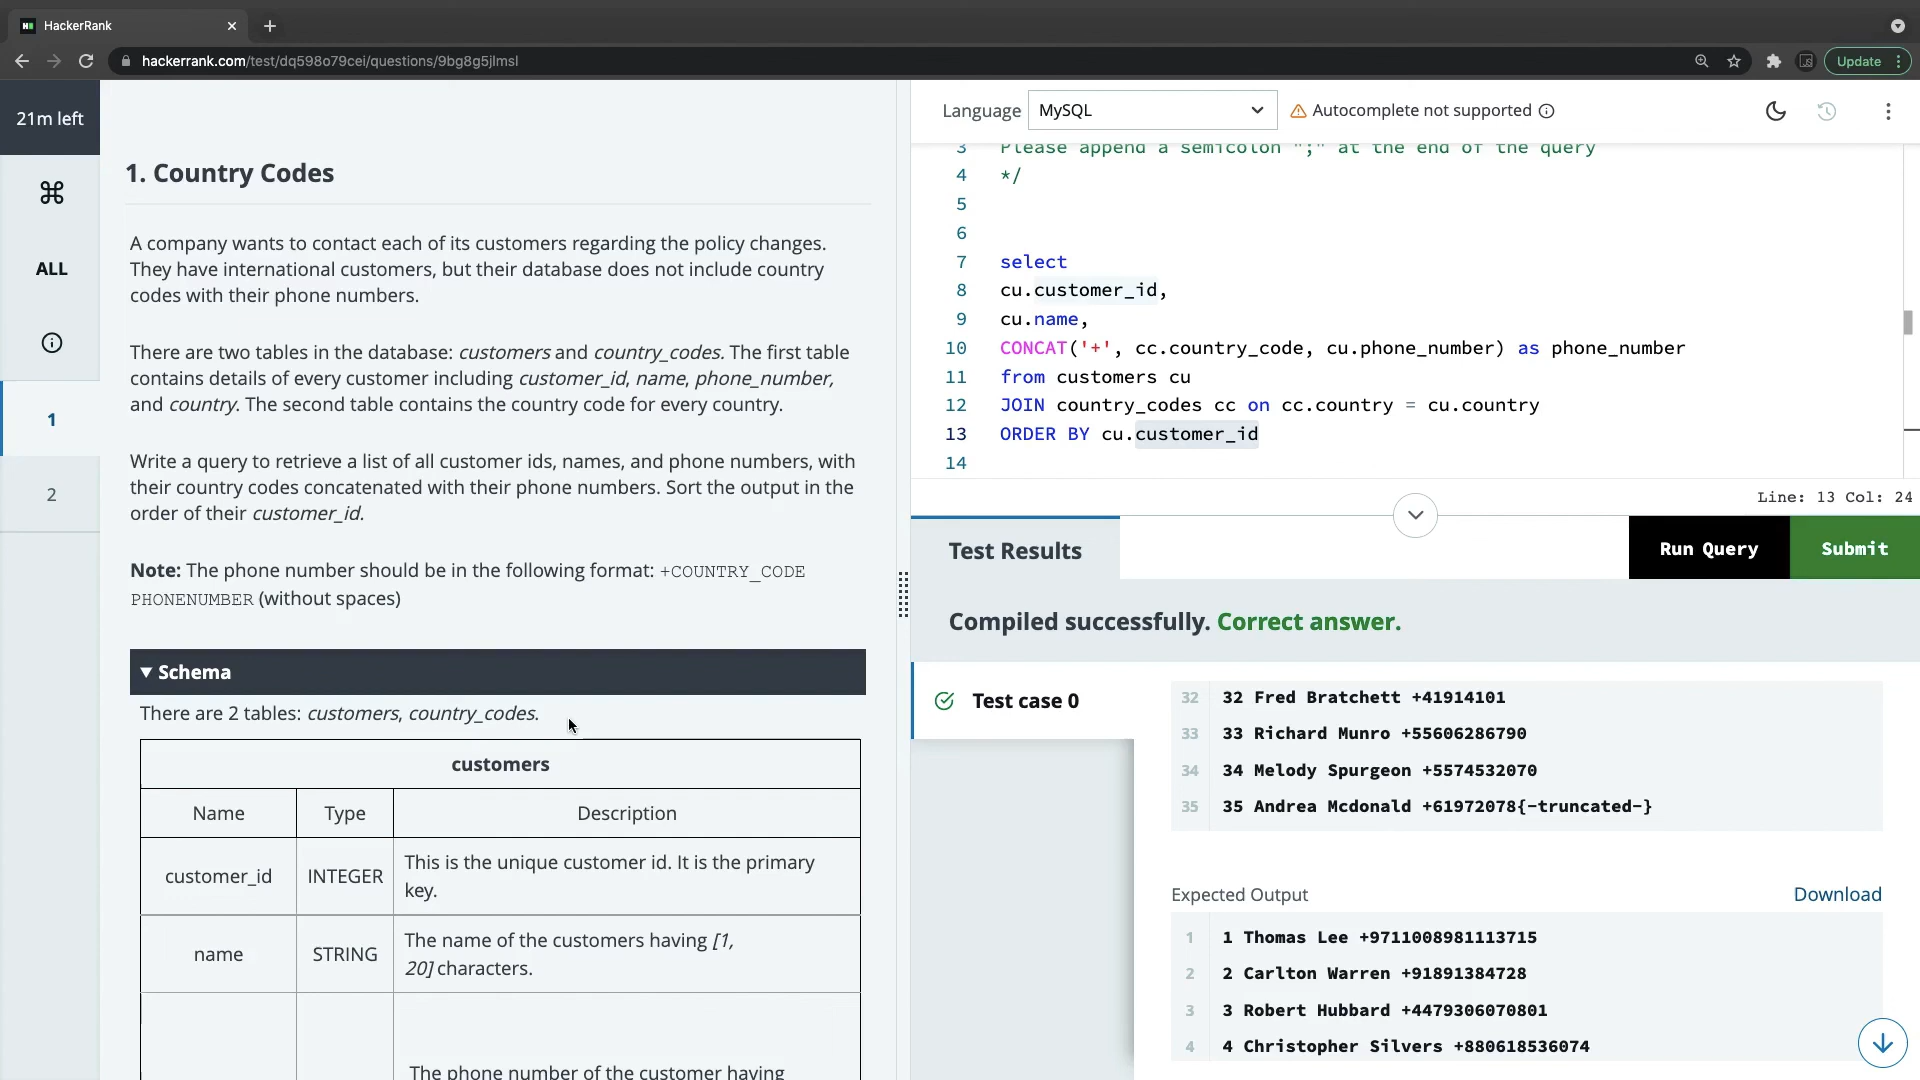 HackerRank
hackerrank.com/test/dq598o79cei/questions/9bg8g5jlmsl
Update
21m left
ALL
1
2
1. Country Codes
A company wants to contact each of its customers regarding the policy changes.
They have international customers, but their database does not include country
codes with their phone numbers.
There are two tables in the database: customers and country_codes. The first table
contains details of every customer including customer_id, name, phone_number,
and country. The second table contains the country code for every country.
Write a query to retrieve a list of all customer ids, names, and phone numbers, with
their country codes concatenated with their phone numbers. Sort the output in the
order of their customer_id.
Note: The phone number should be in the following format: +COUNTRY_CODE
PHONENUMBER (without spaces)
Schema
There are 2 tables: customers, country_codes.
customers
Name Type Description
customer_id INTEGER This is the unique customer id. It is the primary
key.
name STRING The name of the customers having [1,
20] characters.
The phone number of the customer having
Language MySQL Autocomplete not supported
3 Please append a semicolon ";" at the end of the query
4 */
5
6
7 select
8 cu.customer_id,
9 cu.name,
10 CONCAT('+', cc.country_code, cu.phone_number) as phone_number
11 from customers cu
12 JOIN country_codes cc on cc.country = cu.country
13 ORDER BY cu.customer_id
14
Line: 13 Col: 24
Test Results
Run Query
Submit
Compiled successfully. Correct answer.
Test case 0
32 32 Fred Bratchett +41914101
33 33 Richard Munro +55606286790
34 34 Melody Spurgeon +5574532070
35 35 Andrea Mcdonald +61972078{-truncated-}
Expected Output
Download
1 1 Thomas Lee +9711008981113715
2 2 Carlton Warren +91891384728
3 3 Robert Hubbard +4479306070801
4 4 Christopher Silvers +880618536074